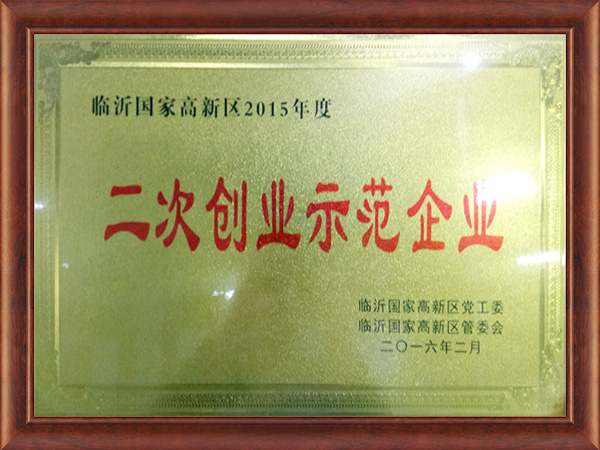 临沂国家高新区2015年度
二次创业示范企业
临沂国家高新区党工委
临沂国家高新区管委会
二〇一六年二月